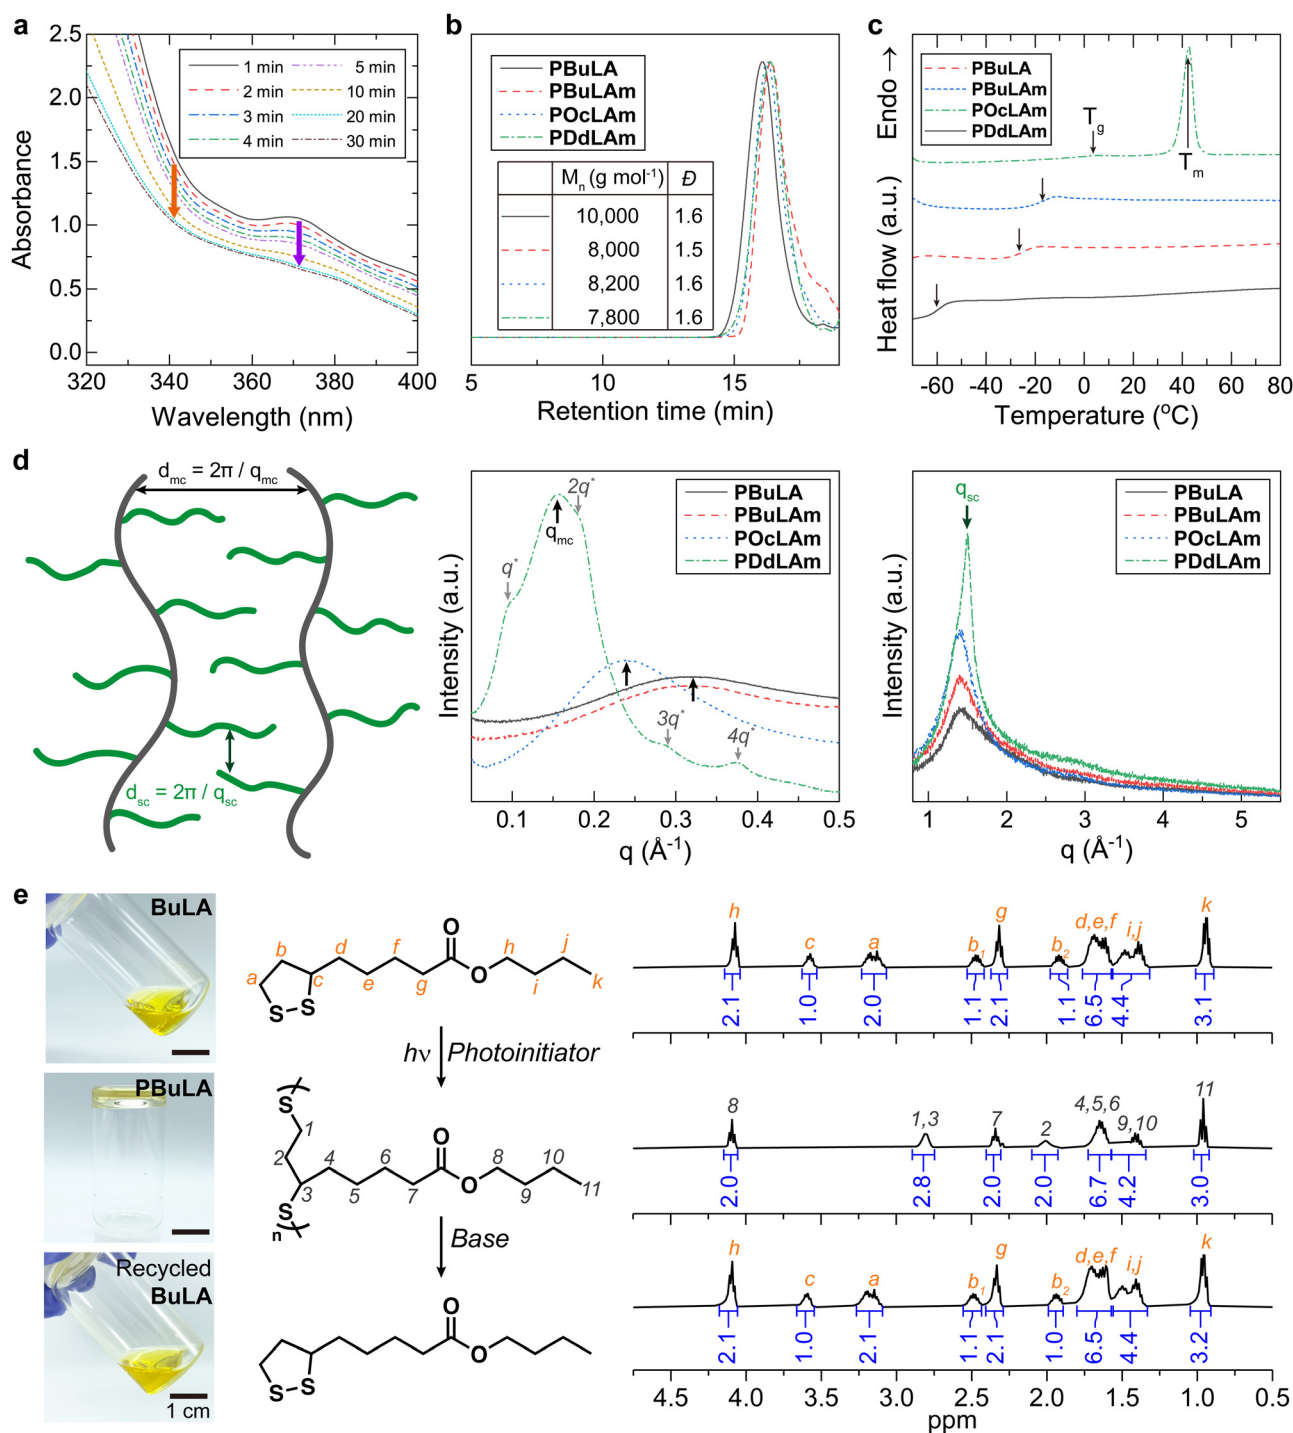 a
2.5
2.0
1.5
1.0
0.5
0.0
Absorbance
1 min
2 min
3 min
4 min
5 min
10 min
20 min
30 min
320 340 360 380 400
Wavelength (nm)
b
PBuLA
PBuLAm
POcLAm
PDdLAm
Mn (g mol-1) Đ
10,000 1.6
8,000 1.5
8,200 1.6
7,800 1.6
5 10 15
Retention time (min)
c
Heat flow (a.u.) Endo →
PBuLA
PBuLAm
POcLAm
PDdLAm
Tg
Tm
-60 -40 -20 0 20 40 60 80
Temperature (oC)
d
dmc = 2π / qmc
dsc = 2π / qsc
Intensity (a.u.)
PBuLA
PBuLAm
POcLAm
PDdLAm
q*
qmc
2q*
3q*
4q*
0.1 0.2 0.3 0.4 0.5
q (Å-1)
Intensity (a.u.)
qsc
PBuLA
PBuLAm
POcLAm
PDdLAm
1 2 3 4 5
q (Å-1)
e
BuLA
PBuLA
Recycled
BuLA
1 cm
a b c d e f g h i j k
O
O
S S
hν Photoinitiator
S
1 2 3 4 5 6 7 8 9 10 11
O
O
S
n
Base
O
O
S S
h c a b1 g b2 d,e,f i,j k
2.1 1.0 2.0 1.1 2.1 1.1 6.5 4.4 3.1
8 1,3 7 2 4,5,6 9,10 11
2.0 2.8 2.0 2.0 6.7 4.2 3.0
h c a b1 g b2 d,e,f i,j k
2.1 1.0 2.1 1.1 2.1 1.0 6.5 4.4 3.2
4.5 4.0 3.5 3.0 2.5 2.0 1.5 1.0 0.5
ppm